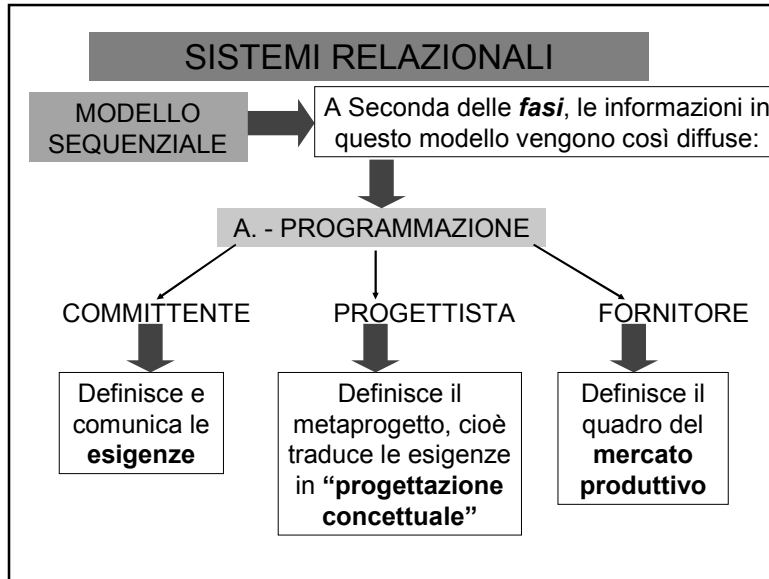 SISTEMI RELAZIONALI
MODELLO
SEQUENZIALE
A Seconda delle fasi, le informazioni in
questo modello vengono così diffuse:
A. - PROGRAMMAZIONE
COMMITTENTE
PROGETTISTA
FORNITORE
Definisce e
comunica le
esigenze
Definisce il
metaprogetto, cioè
traduce le esigenze
in “progettazione
concettuale”
Definisce il
quadro del
mercato
produttivo